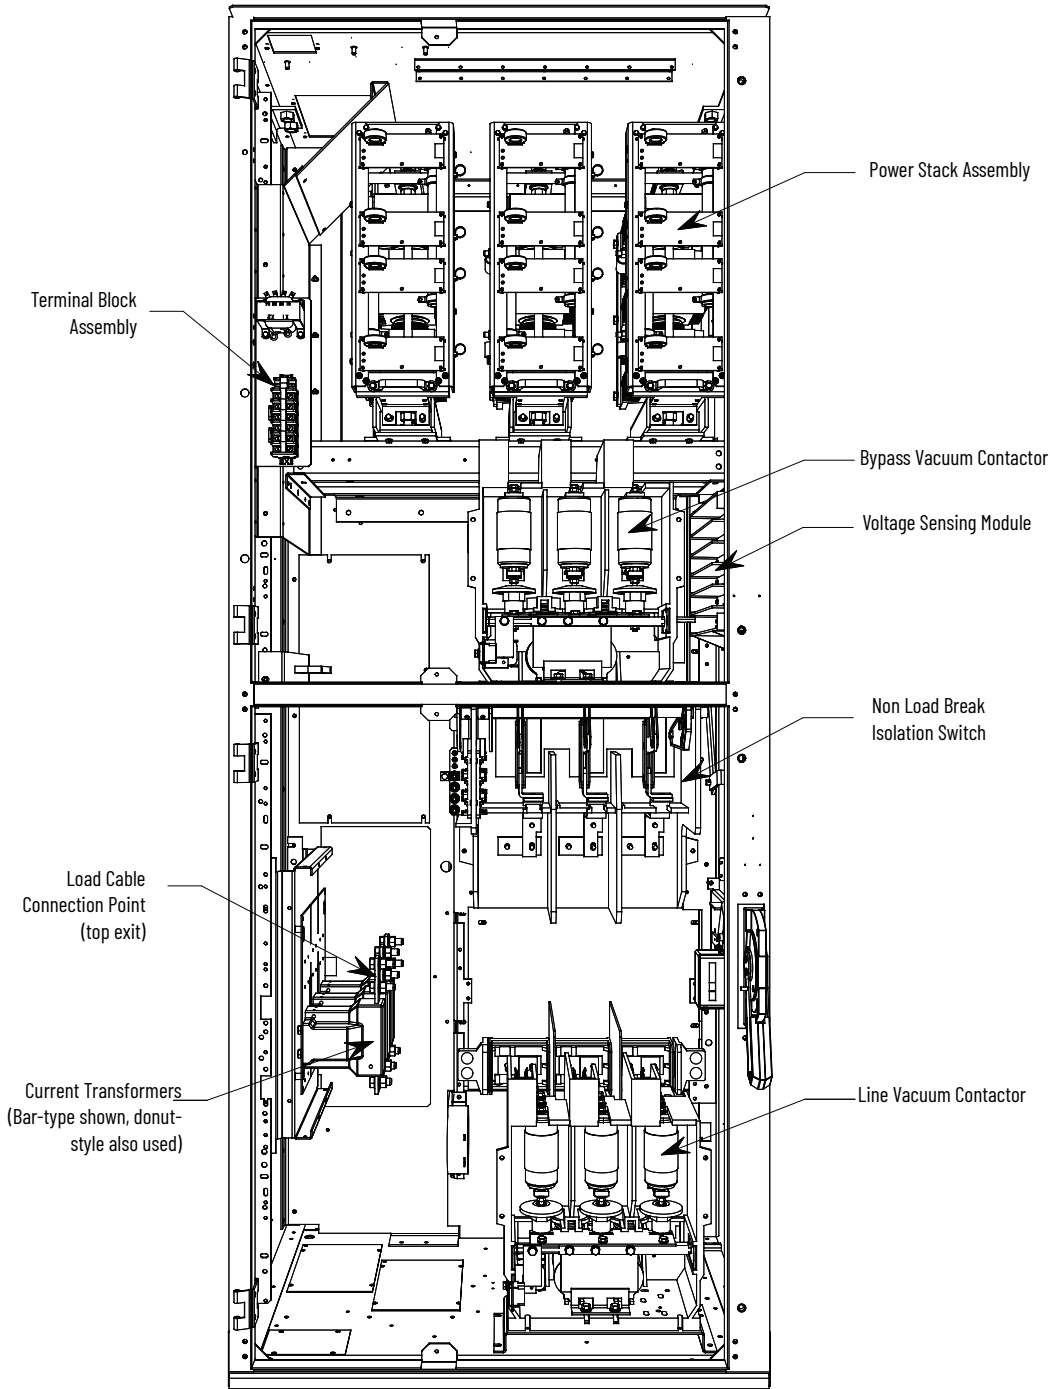 Power Stack Assembly
Terminal Block
Assembly
Bypass Vacuum Contactor
Voltage Sensing Module
Non Load Break
Isolation Switch
Load Cable
Connection Point
(top exit)
Current Transformers
(Bar-type shown, donut-
style also used)
Line Vacuum Contactor